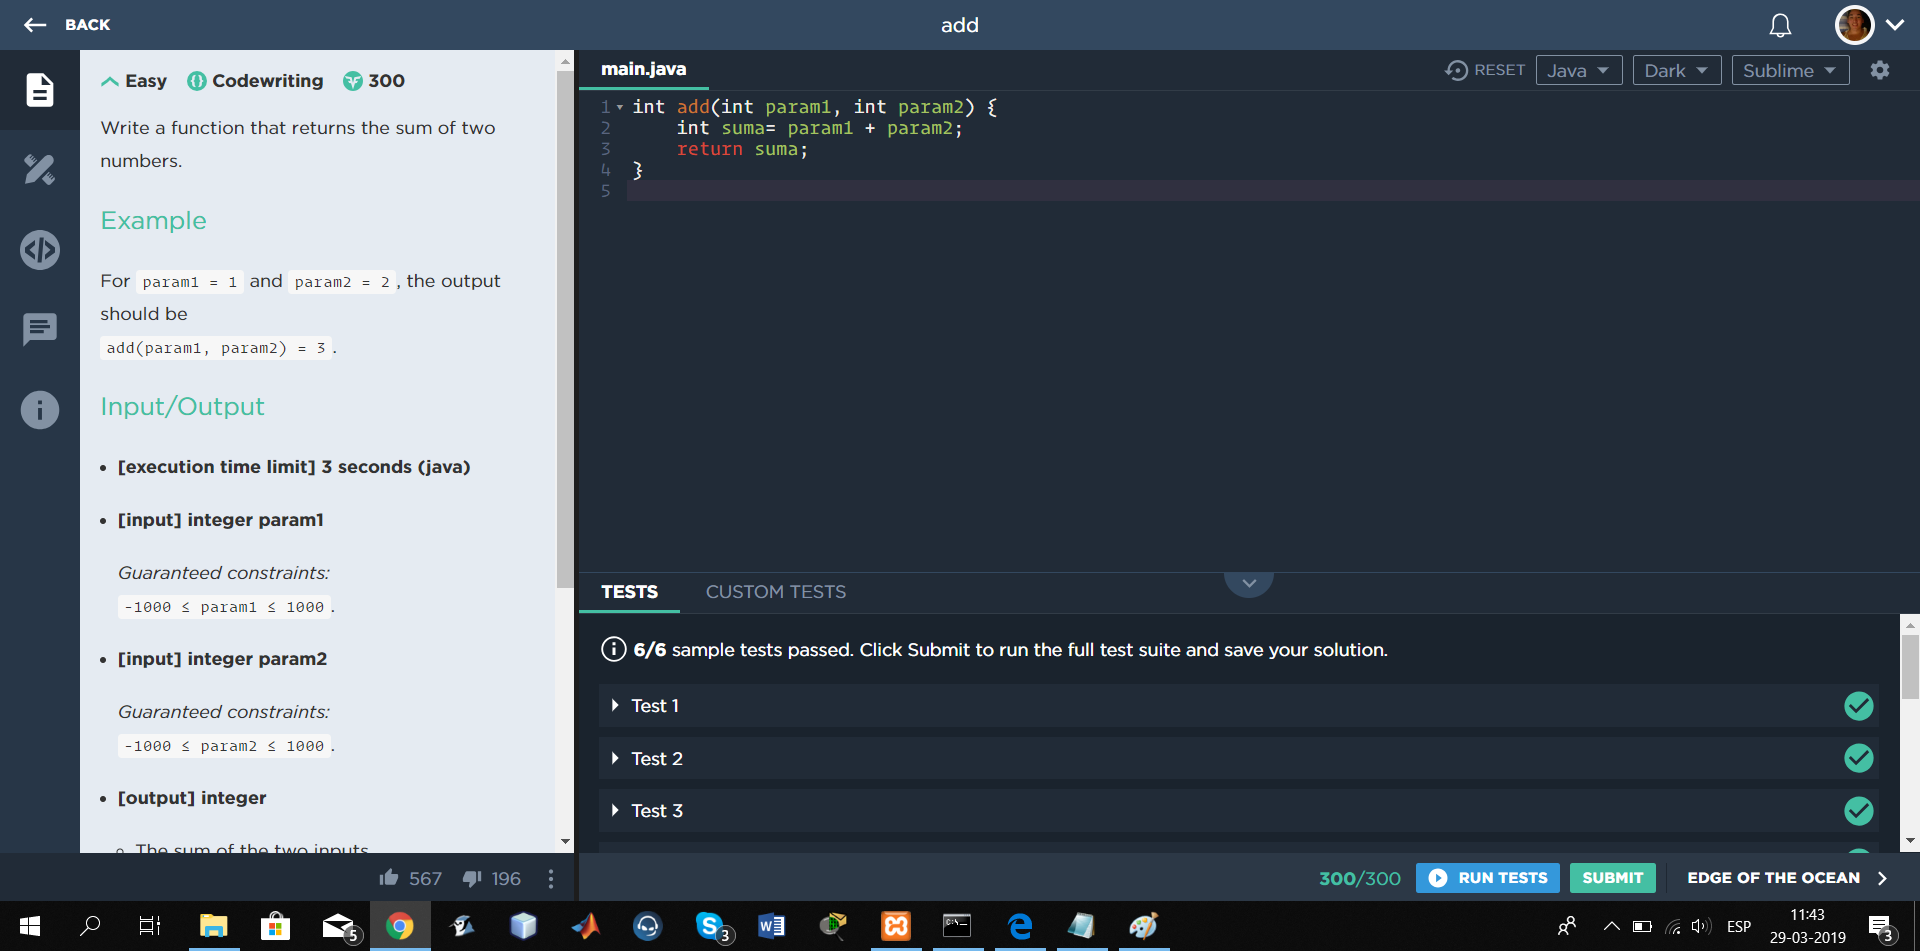 BACK
add
Easy Codewriting 300
Write a function that returns the sum of two
numbers.
Example
For param1 = 1 and param2 = 2 , the output
should be
add(param1, param2) = 3 .
Input/Output
• [execution time limit] 3 seconds (java)
• [input] integer param1
Guaranteed constraints:
-1000 ≤ param1 ≤ 1000 .
• [input] integer param2
Guaranteed constraints:
-1000 ≤ param2 ≤ 1000 .
• [output] integer
The sum of the two inputs
567 196
main.java
RESET Java Dark Sublime
1 int add(int param1, int param2) {
2 int suma= param1 + param2;
3 return suma;
4 }
5
TESTS CUSTOM TESTS
6/6 sample tests passed. Click Submit to run the full test suite and save your solution.
Test 1
Test 2
Test 3
300/300 RUN TESTS SUBMIT EDGE OF THE OCEAN
5
S 3
W
C:\
ESP
11:43
29-03-2019
3